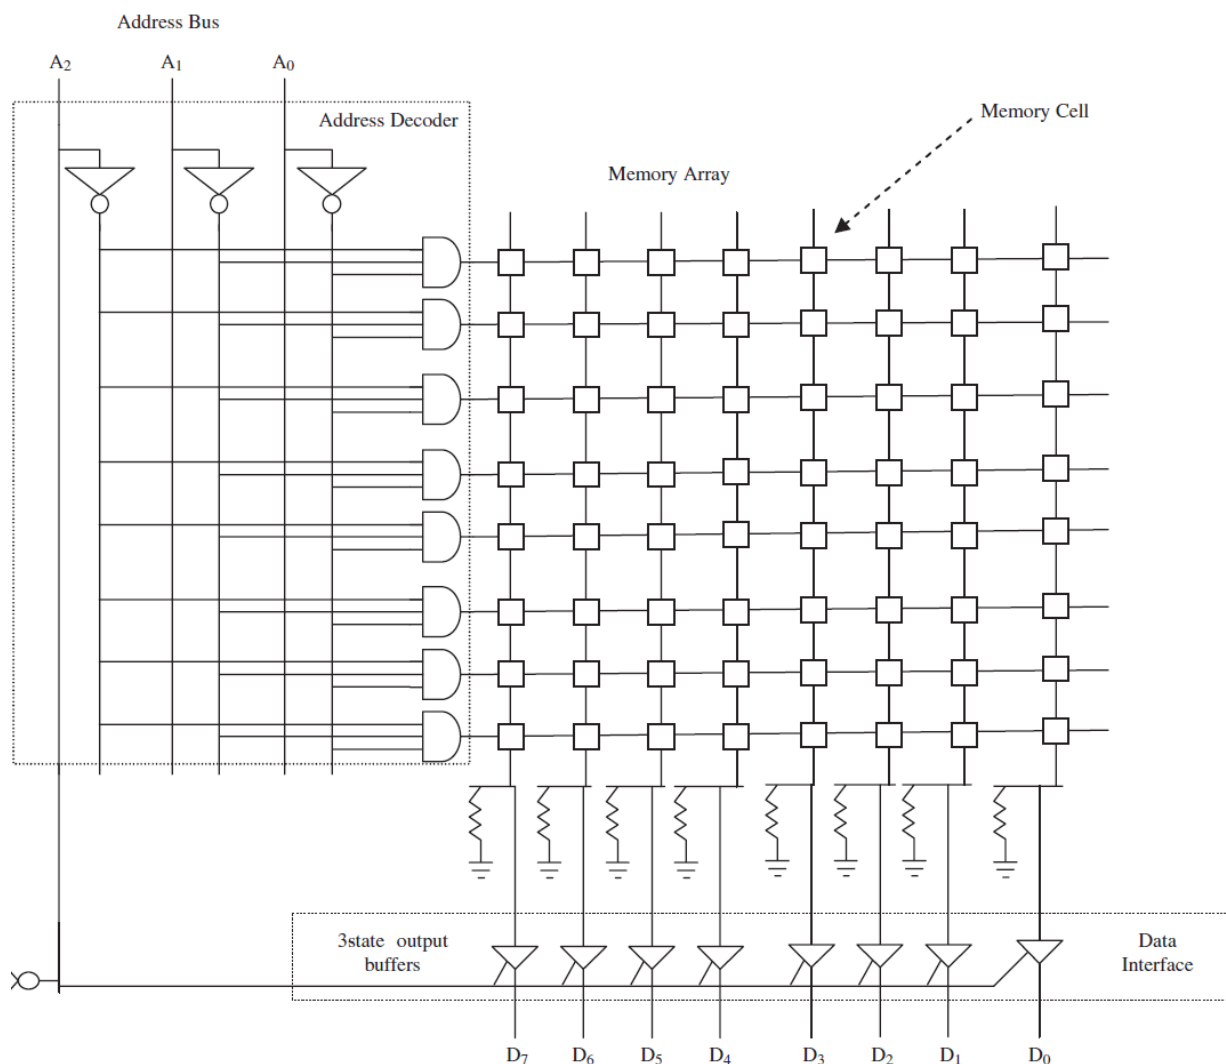 Address Bus
A₂ A₁ A₀
Address Decoder
Memory Cell
Memory Array
3state output
buffers
Data
Interface
D₇ D₆ D₅ D₄ D₃ D₂ D₁ D₀